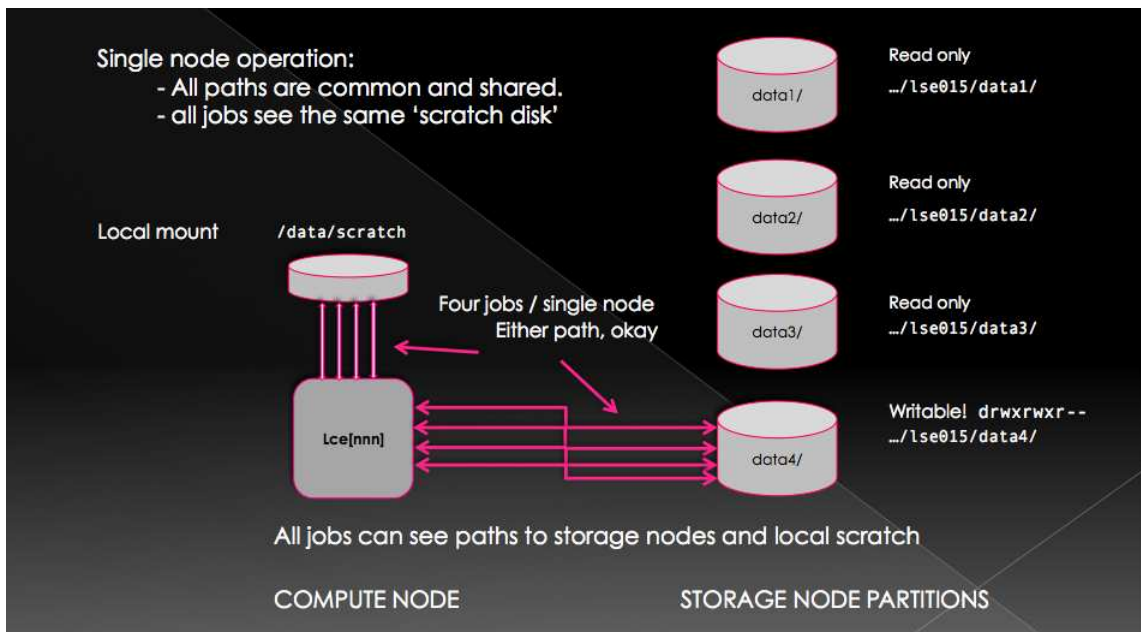 Single node operation:
- All paths are common and shared.
- all jobs see the same ‘scratch disk’
Local mount
/data/scratch
Four jobs / single node
Either path, okay
Lce[nnn]
data1/
Read only
…/lse015/data1/
data2/
Read only
…/lse015/data2/
data3/
Read only
…/lse015/data3/
data4/
Writable! drwxrwxr--
…/lse015/data4/
All jobs can see paths to storage nodes and local scratch
COMPUTE NODE
STORAGE NODE PARTITIONS